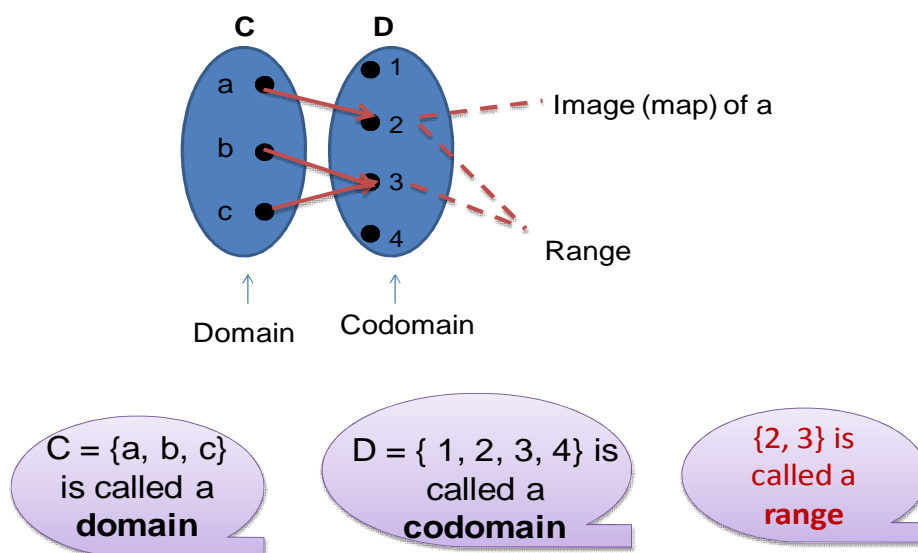 C D
a 1
2 Image (map) of a
b
3
c
4 Range
Domain Codomain
C = {a, b, c}
is called a
domain
D = { 1, 2, 3, 4} is
called a
codomain
{2, 3} is
called a
range